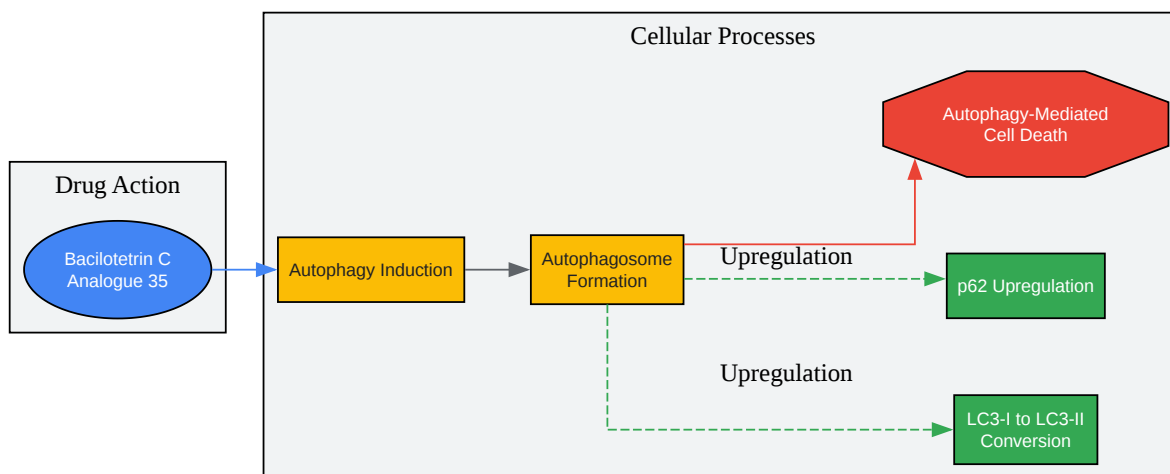 Cellular Processes
Autophagy-Mediated
Cell Death
Drug Action
Bacilotetrin C
Analogue 35
Autophagy Induction
Autophagosome
Formation
Upregulation
p62 Upregulation
Upregulation
LC3-I to LC3-II
Conversion